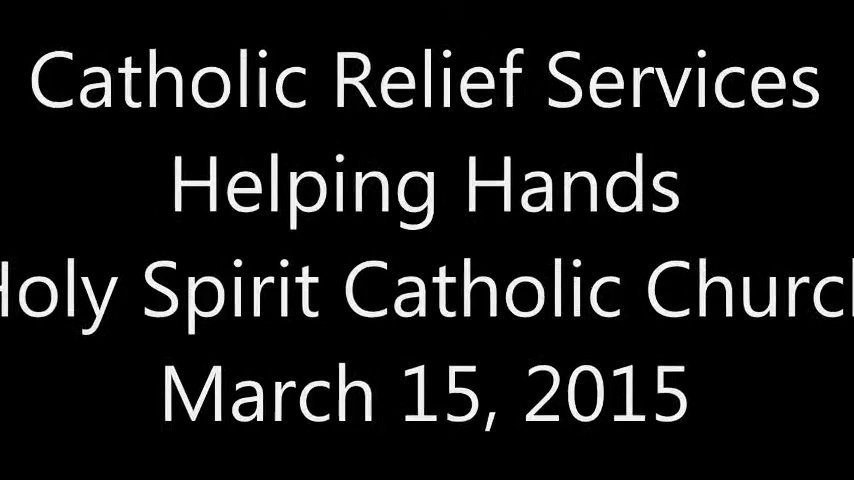 Catholic Relief Services
Helping Hands
Holy Spirit Catholic Church
March 15, 2015